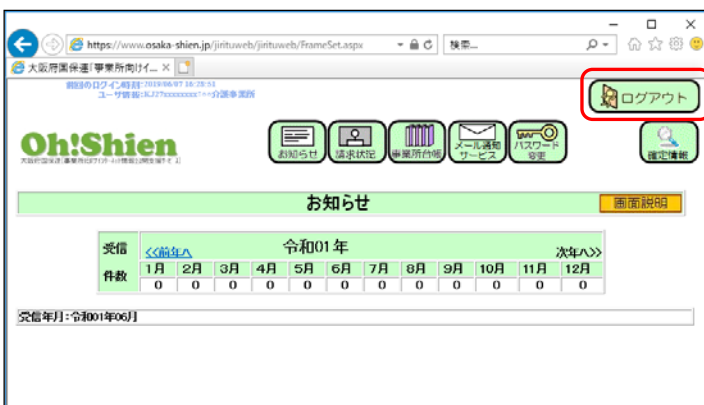 https://www.osaka-shien.jp/jirituweb/jirituweb/FrameSet.aspx
検索...
大阪府国保連「事業所向けイ...
前回のログイン時刻:2019/06/07 16:28:51
ログアウト
Oh!Shien
お知らせ
請求状況
事業所台帳
メール通知
サービス
パスワード
変更
確定情報
お知らせ
画面説明
受信
件数
<<前年へ
令和01年
次年へ>>
1月 2月 3月 4月 5月 6月 7月 8月 9月 10月 11月 12月
0 0 0 0 0 0 0 0 0 0 0 0
受信年月:令和01年06月